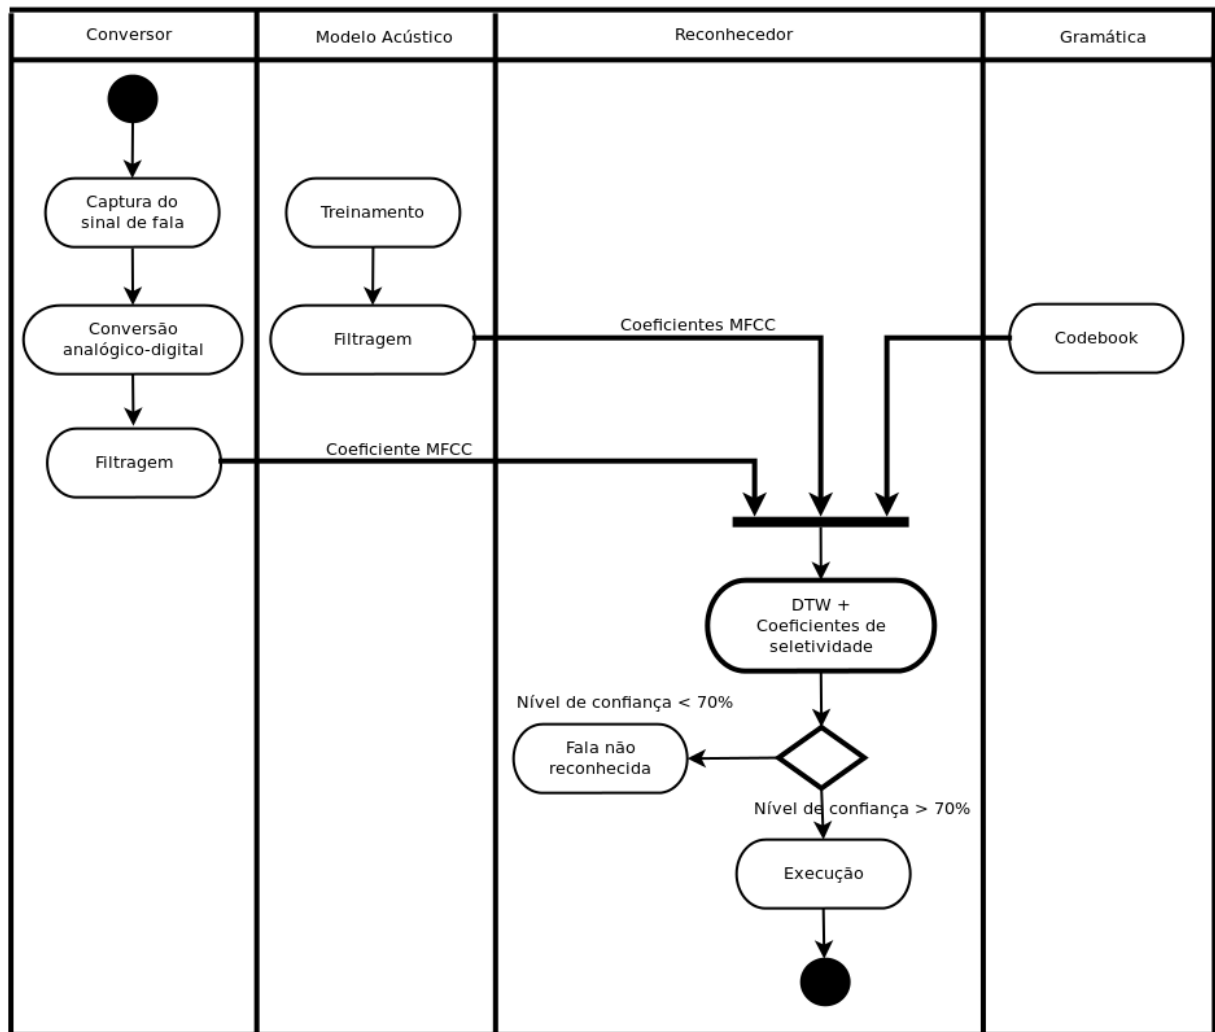 Conversor
Modelo Acústico
Reconhecedor
Gramática
Captura do
sinal de fala
Treinamento
Conversão
analógico-digital
Filtragem
Coeficientes MFCC
Codebook
Filtragem
Coeficiente MFCC
DTW +
Coeficientes de
seletividade
Nível de confiança < 70%
Fala não
reconhecida
Nível de confiança > 70%
Execução